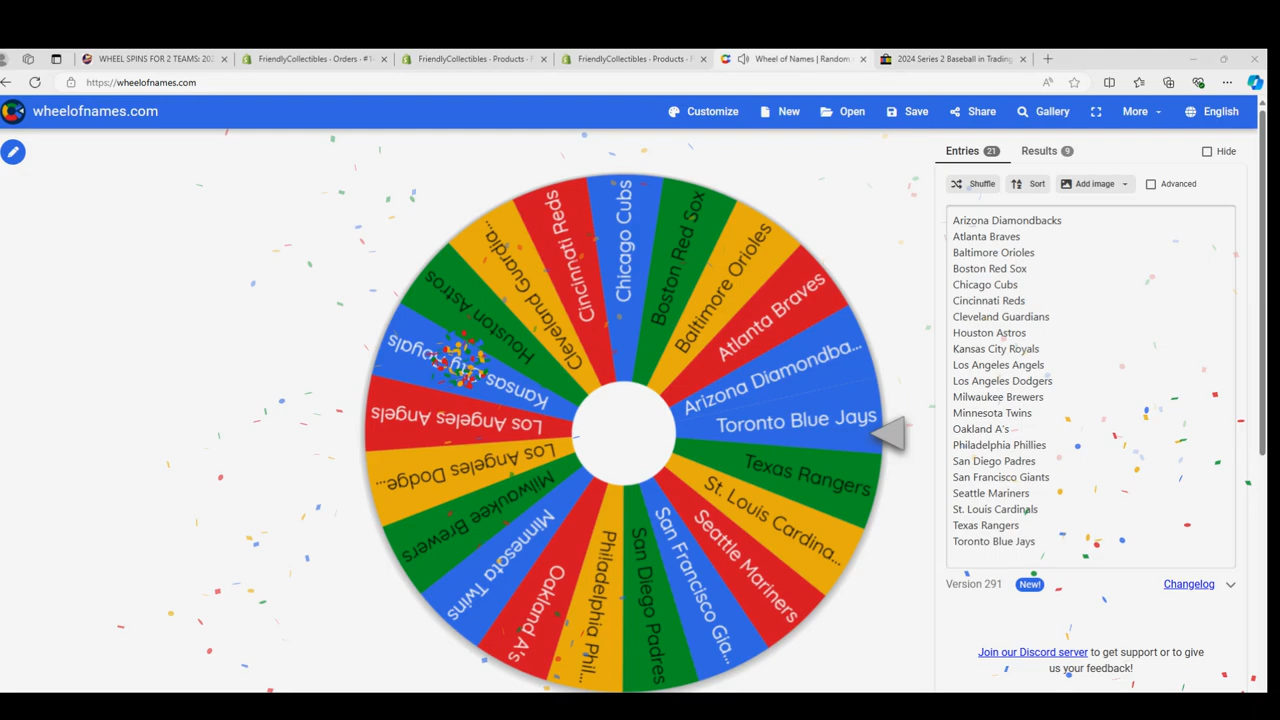 WHEEL SPINS FOR 2 TEAMS: 202
FriendlyCollectibles - Orders - #1
FriendlyCollectibles - Products - F
FriendlyCollectibles - Products - F
Wheel of Names | Random
2024 Series 2 Baseball in Trading
https://wheelofnames.com
wheelofnames.com
Customize
New
Open
Save
Share
Gallery
More
English
Entries 21
Results 9
Hide
Shuffle
Sort
Add image
Advanced
Arizona Diamondbacks
Atlanta Braves
Baltimore Orioles
Boston Red Sox
Chicago Cubs
Cincinnati Reds
Cleveland Guardians
Houston Astros
Kansas City Royals
Los Angeles Angels
Los Angeles Dodgers
Milwaukee Brewers
Minnesota Twins
Oakland A's
Philadelphia Phillies
San Diego Padres
San Francisco Giants
Seattle Mariners
St. Louis Cardinals
Texas Rangers
Toronto Blue Jays
Chicago Cubs
Boston Red Sox
Baltimore Orioles
Atlanta Braves
Arizona Diamondba...
Toronto Blue Jays
Texas Rangers
St. Louis Cardina...
Seattle Mariners
San Francisco Gia...
San Diego Padres
Philadelphia Phil...
Oakland A's
Minnesota Twins
Milwaukee Brewers
Los Angeles Dodge...
Los Angeles Angels
Kansas City Royals
Houston Astros
Cleveland Guardia...
Cincinnati Reds
Version 291
New!
Changelog
Join our Discord server to get support or to give
us your feedback!